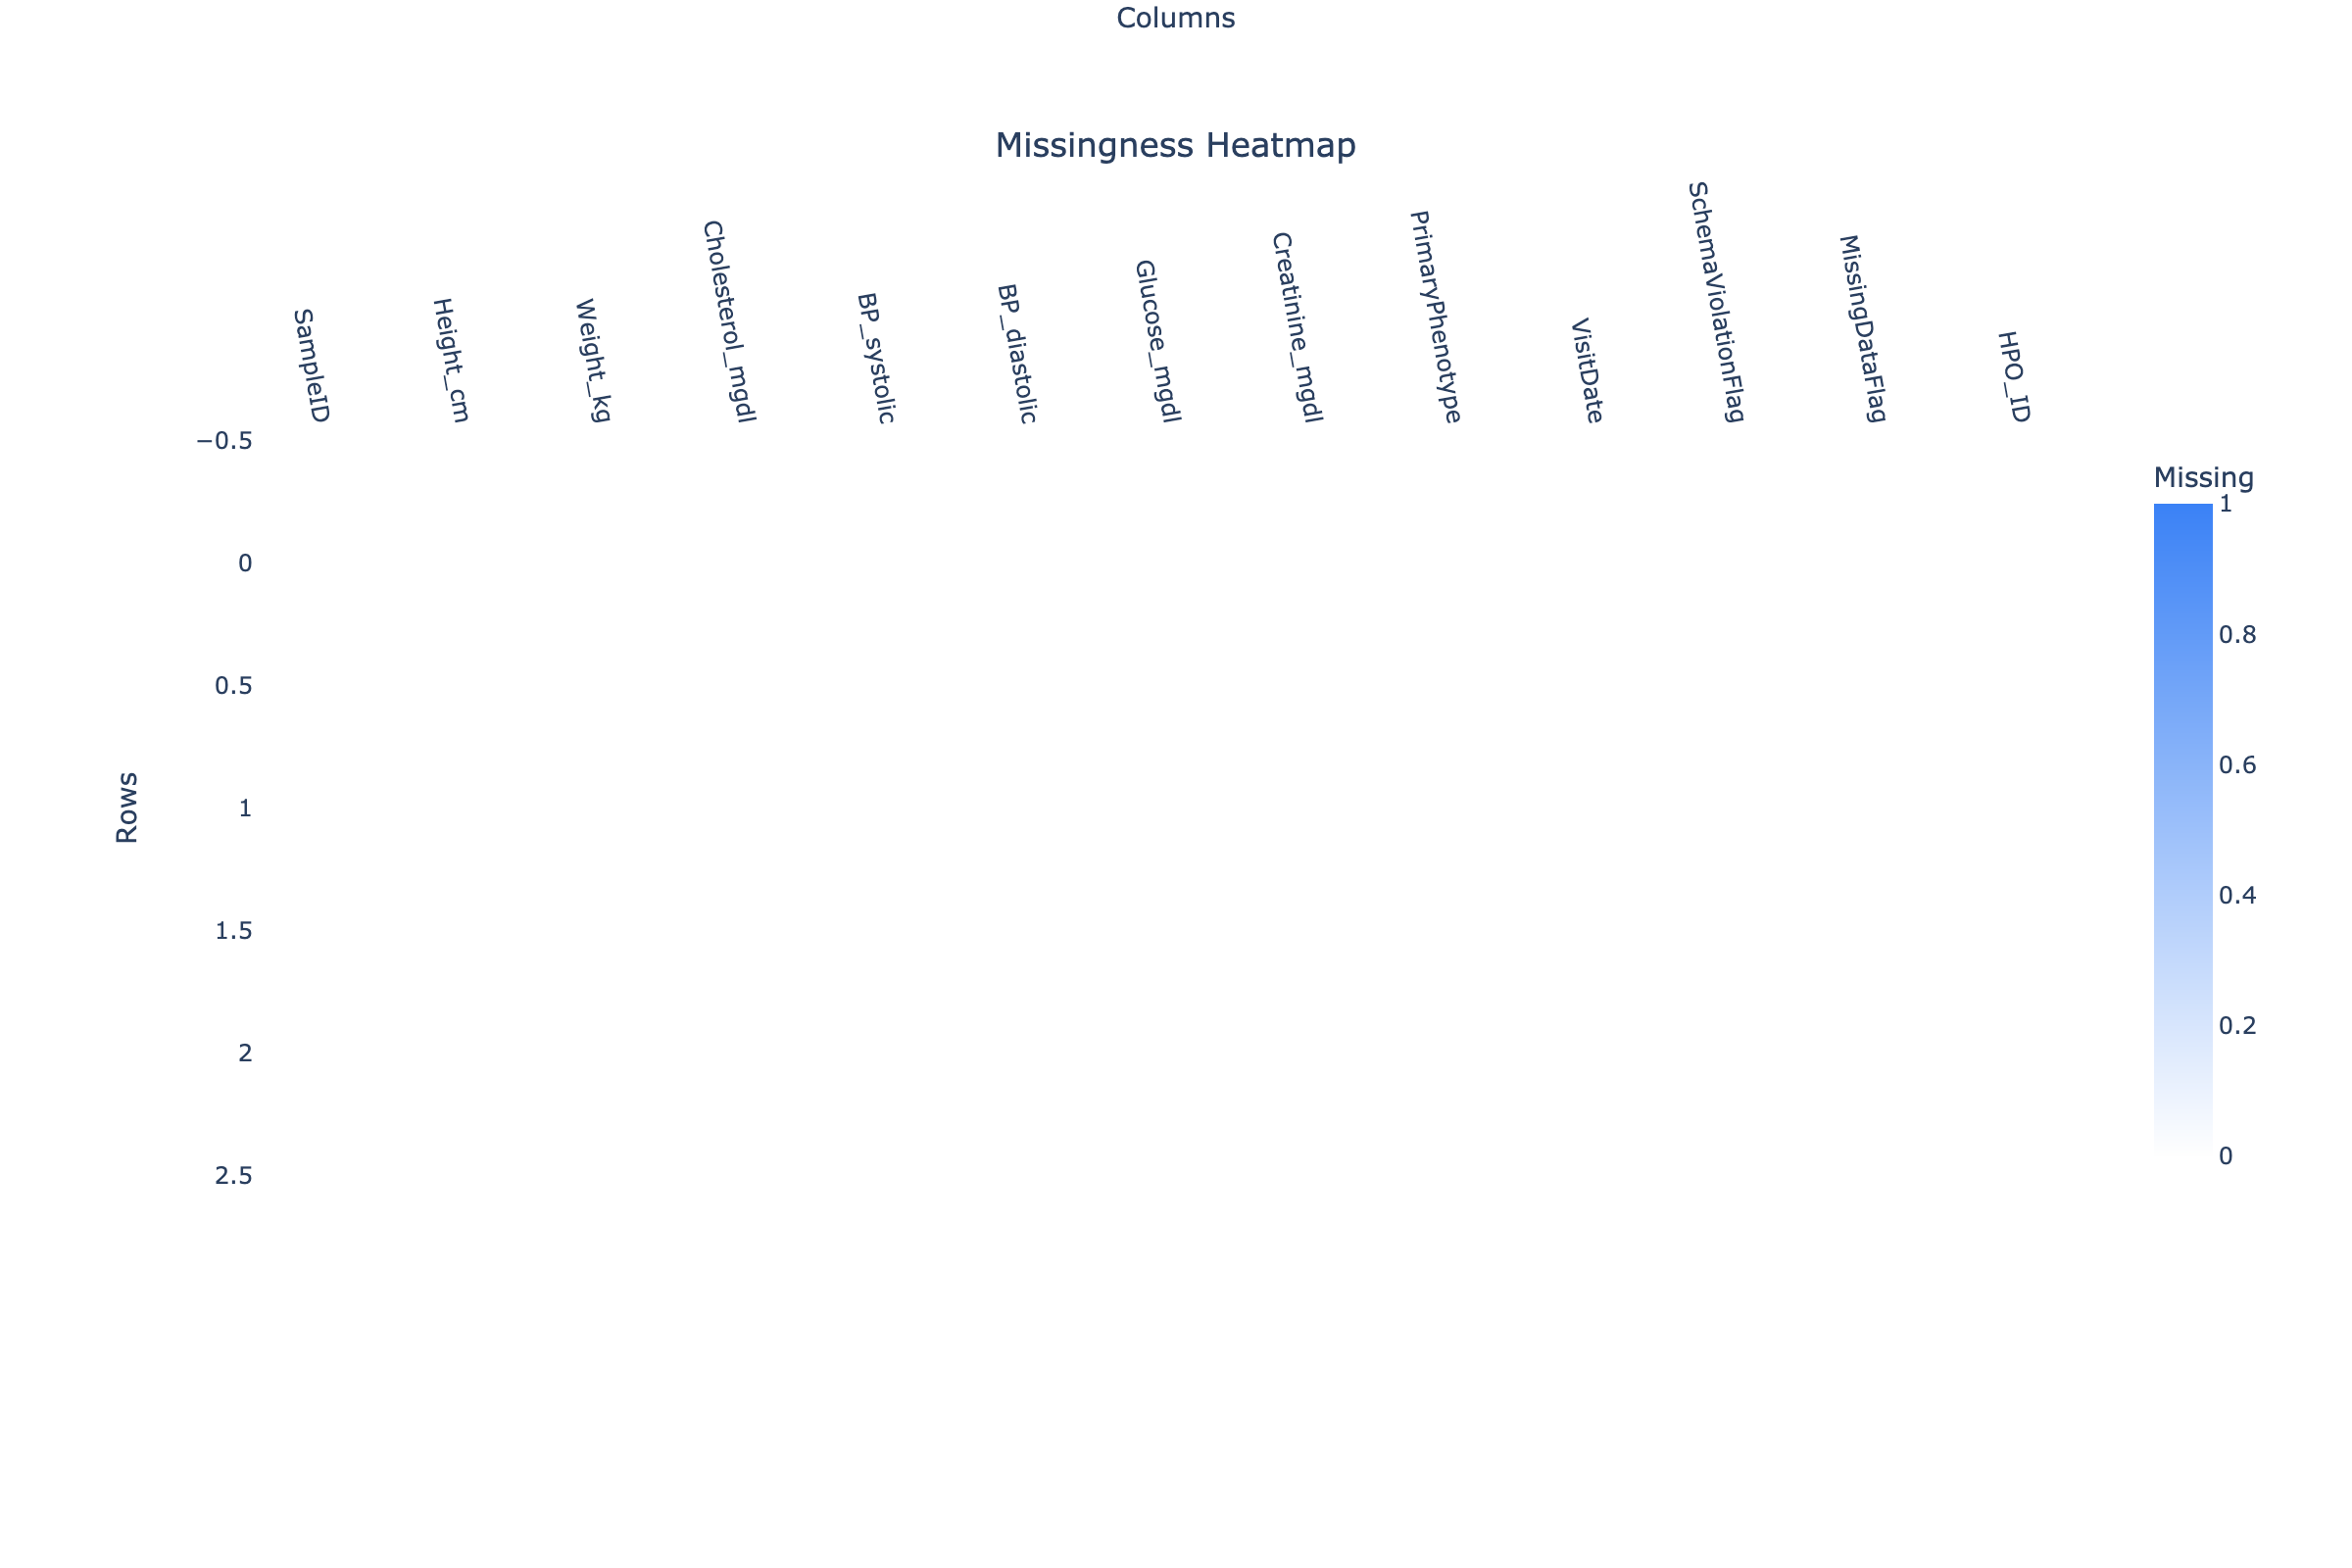 Columns
Missingness Heatmap
SampleID
Height_cm
Weight_kg
Cholesterol_mgdl
BP_systolic
BP_diastolic
Glucose_mgdl
Creatinine_mgdl
PrimaryPhenotype
VisitDate
SchemaViolationFlag
MissingDataFlag
HPO_ID
−0.5
0
0.5
1
1.5
2
2.5
Rows
Missing
1
0.8
0.6
0.4
0.2
0